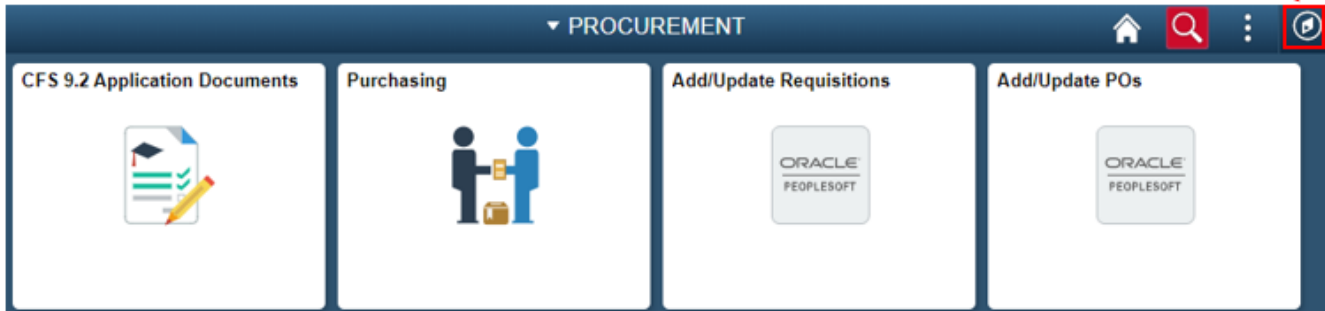 PROCUREMENT
CFS 9.2 Application Documents
Purchasing
Add/Update Requisitions
Add/Update POs
ORACLE
PEOPLESOFT
ORACLE
PEOPLESOFT